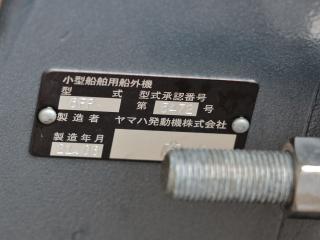 小型船舶用船外機
型式 型式承認番号
第 号
製造者 ヤマハ発動機株式会社
製造年月